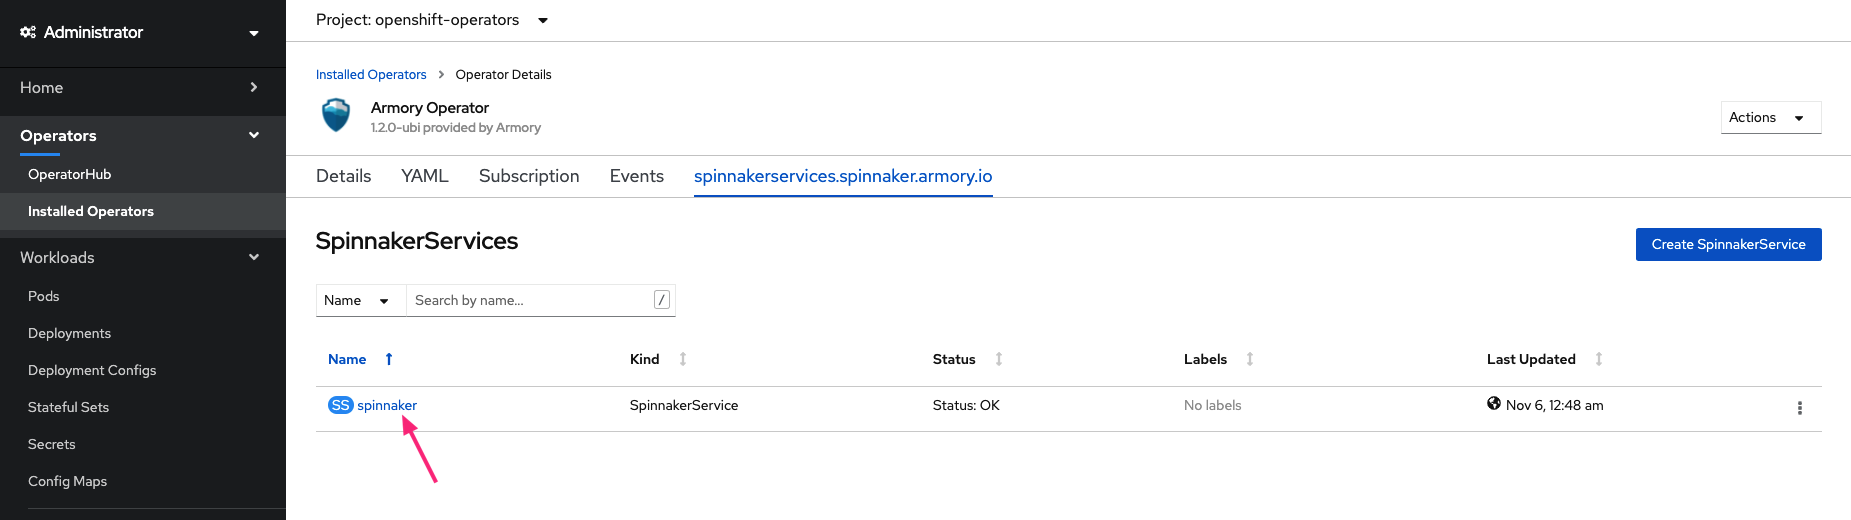 Administrator
Home
Operators
OperatorHub
Installed Operators
Workloads
Pods
Deployments
Deployment Configs
Stateful Sets
Secrets
Config Maps
Project: openshift-operators
Installed Operators > Operator Details
Armory Operator
1.2.0-ubi provided by Armory
Actions
Details YAML Subscription Events spinnakerservices.spinnaker.armory.io
SpinnakerServices
Create SpinnakerService
Name Search by name... /
Name Kind Status Labels Last Updated
SS spinnaker SpinnakerService Status: OK No labels Nov 6, 12:48 am